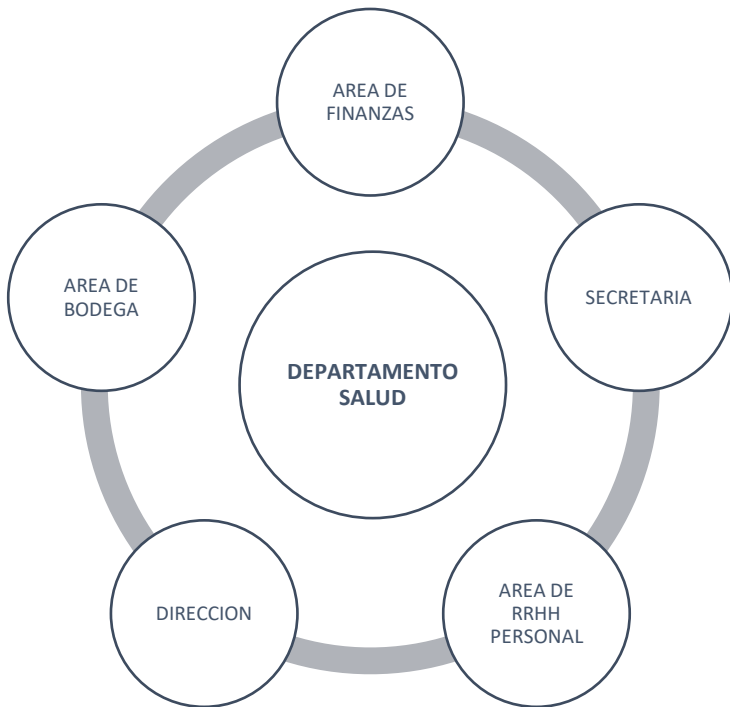 AREA DE
FINANZAS
SECRETARIA
AREA DE
RRHH
PERSONAL
DIRECCION
AREA DE
BODEGA
DEPARTAMENTO
SALUD